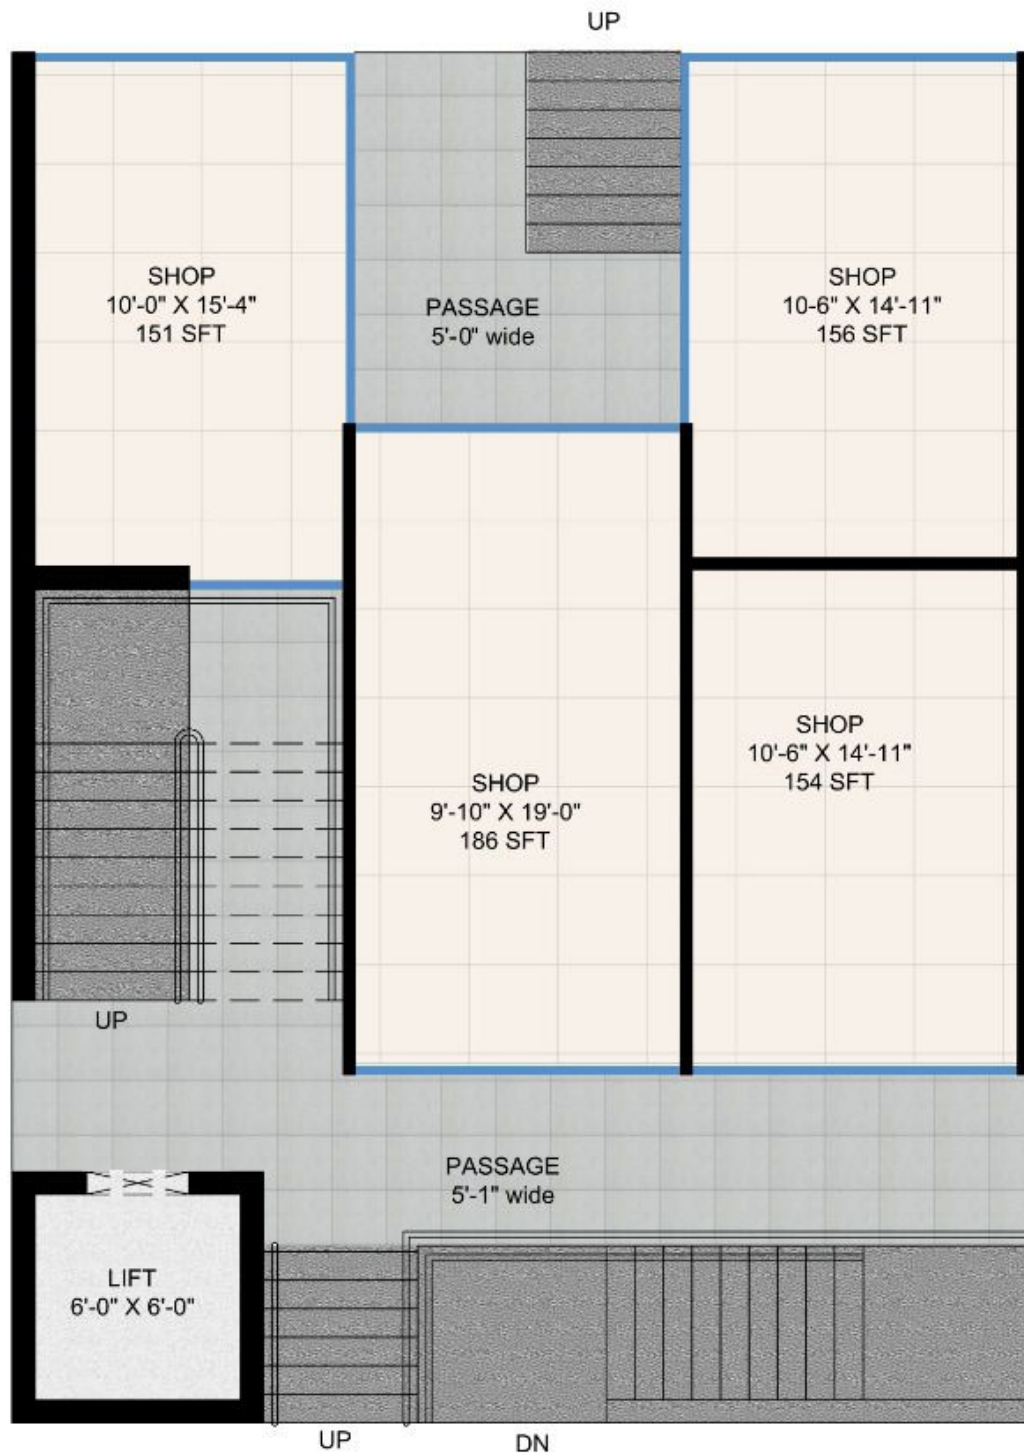 UP
SHOP
10'-0" X 15'-4"
151 SFT
PASSAGE
5'-0" wide
SHOP
10-6" X 14'-11"
156 SFT
SHOP
10'-6" X 14'-11"
154 SFT
SHOP
9'-10" X 19'-0"
186 SFT
UP
PASSAGE
5'-1" wide
LIFT
6'-0" X 6'-0"
UP
DN